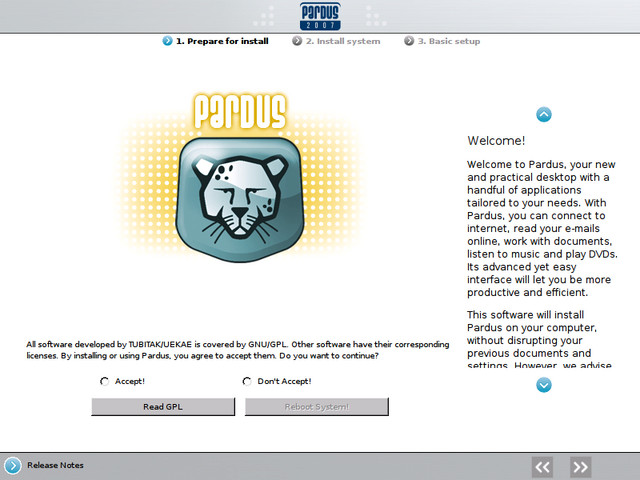 PARDUS
2007
1. Prepare for install
2. Install system
3. Basic setup
PARDUS
Welcome!
Welcome to Pardus, your new
and practical desktop with a
handful of applications
tailored to your needs. With
Pardus, you can connect to
internet, read your e-mails
online, work with documents,
listen to music and play DVDs.
Its advanced yet easy
interface will let you be more
productive and efficient.
This software will install
Pardus on your computer,
without disrupting your
previous documents and
settings. However, we advise
All software developed by TUBITAK/UEKAE is covered by GNU/GPL. Other software have their corresponding
licenses. By installing or using Pardus, you agree to accept them. Do you want to continue?
Accept!
Don't Accept!
Read GPL
Reboot System!
Release Notes